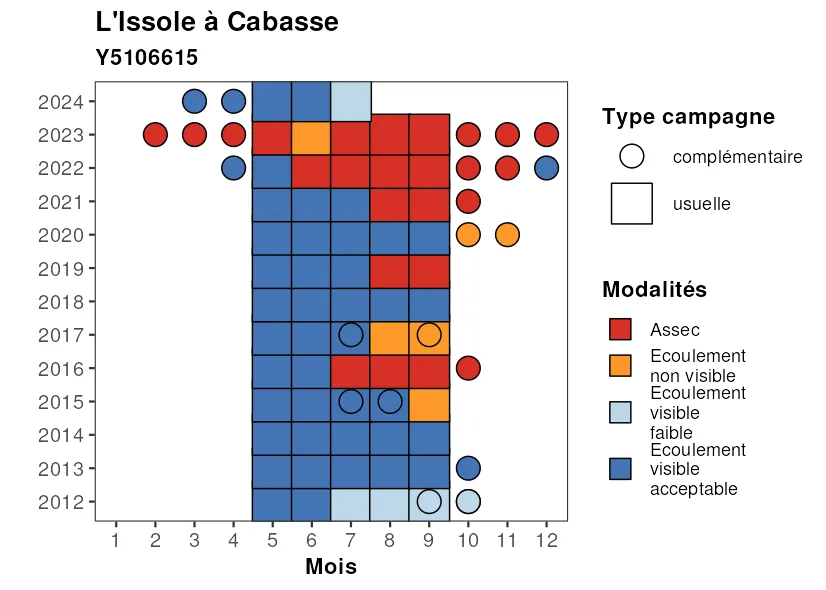 L'Issole à Cabasse
Y5106615
2024
2023
2022
2021
2020
2019
2018
2017
2016
2015
2014
2013
2012
1 2 3 4 5 6 7 8 9 10 11 12
Mois
Type campagne
complémentaire
usuelle
Modalités
Assec
Ecoulement
non visible
Ecoulement
visible
faible
Ecoulement
visible
acceptable